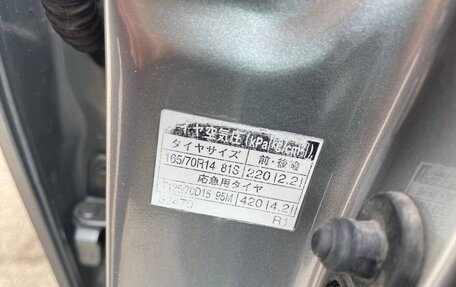 タイヤ空気圧(kPa{kg/cm²})
タイヤサイズ 前・後輪
165/70R14 81S 220{2.2}
応急用タイヤ
T105/70D15 95M 420{4.2}
R1